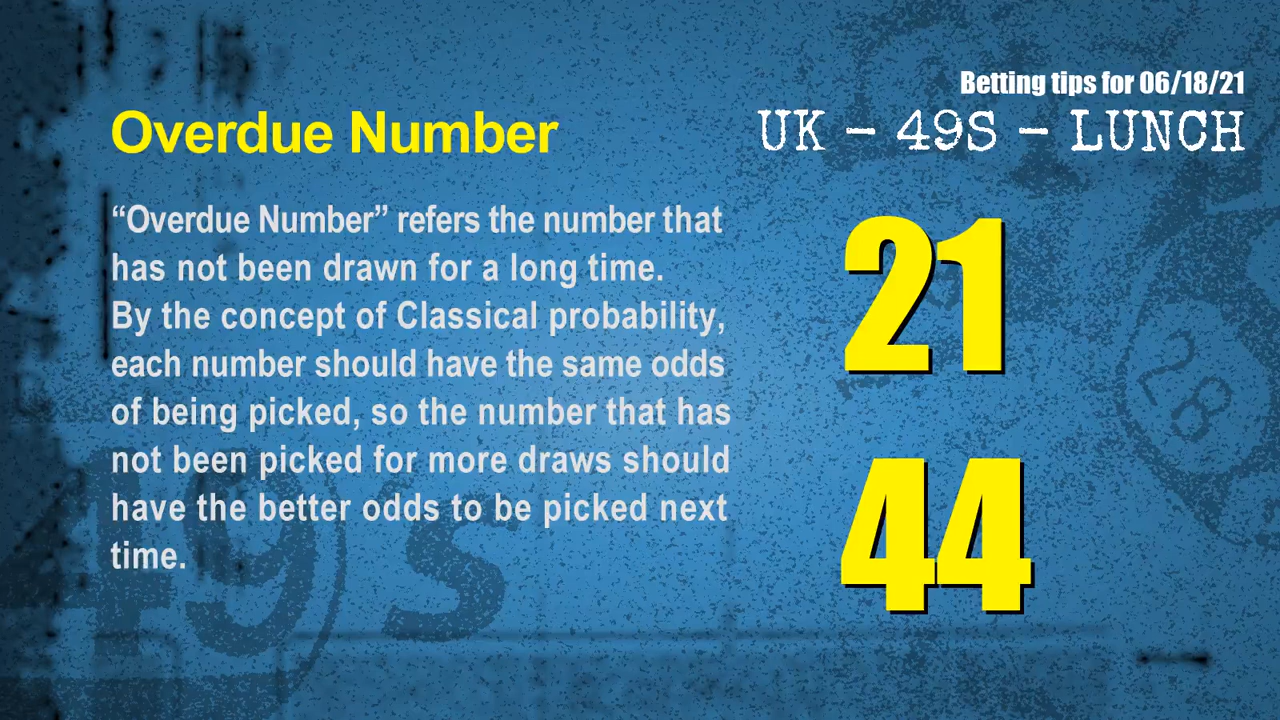 Betting tips for 06/18/21
UK - 49S - LUNCH
Overdue Number
“Overdue Number” refers the number that
has not been drawn for a long time.
By the concept of Classical probability,
each number should have the same odds
of being picked, so the number that has
not been picked for more draws should
have the better odds to be picked next
time.
21
44
28
49's